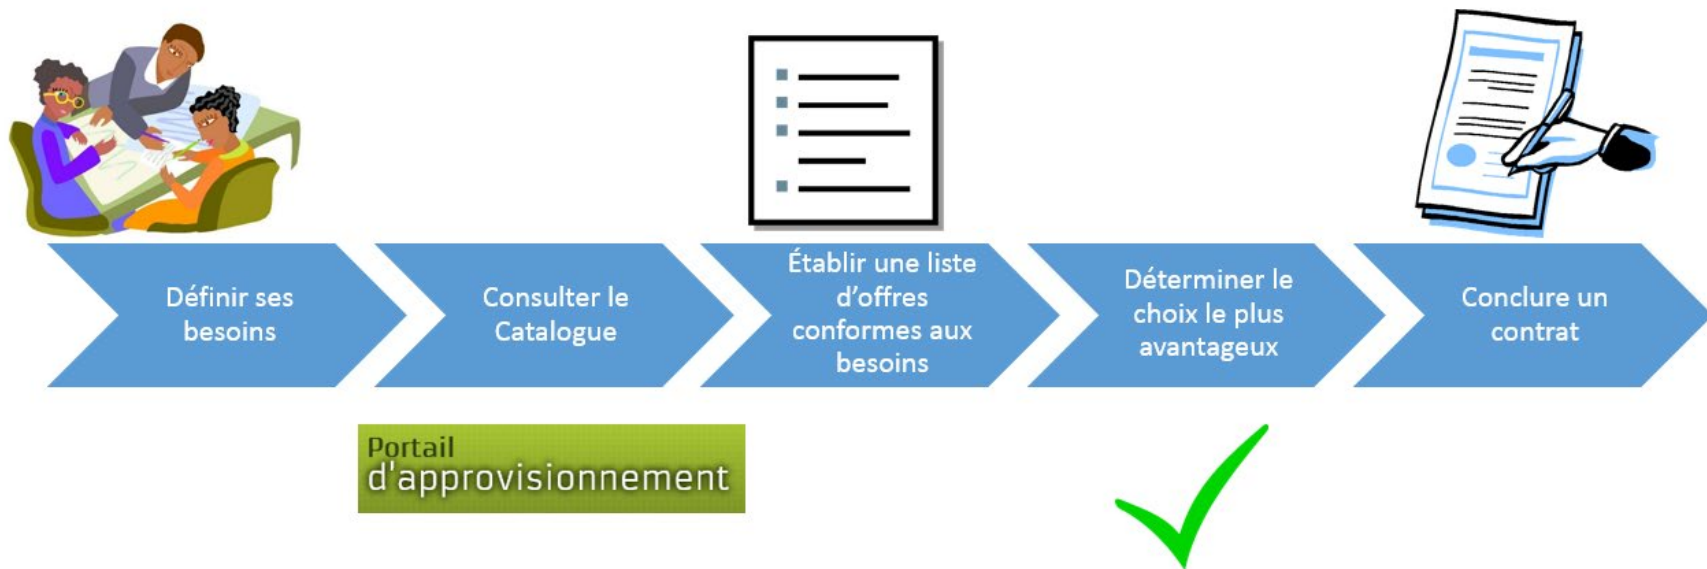 Définir ses
besoins
Consulter le
Catalogue
Établir une liste
d'offres
conformes aux
besoins
Déterminer le
choix le plus
avantageux
Conclure un
contrat
Portail
d'approvisionnement